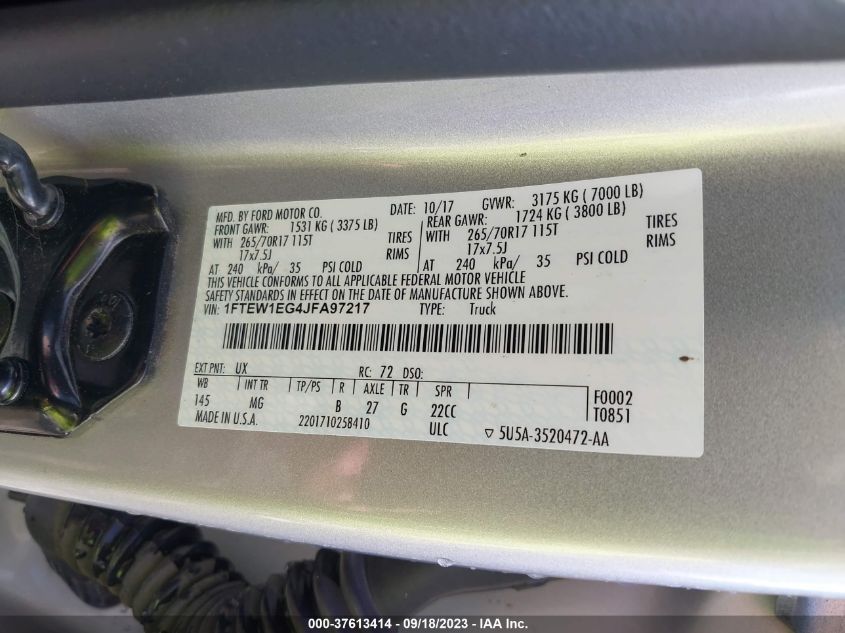 MFD. BY FORD MOTOR CO. DATE: 10/17 GVWR: 3175 KG ( 7000 LB)
FRONT GAWR: 1531 KG ( 3375 LB) REAR GAWR: 1724 KG ( 3800 LB)
WITH 265/70R17 115T TIRES WITH 265/70R17 115T TIRES
17x7.5J RIMS 17x7.5J RIMS
AT 240 kPa/ 35 PSI COLD AT 240 kPa/ 35 PSI COLD
THIS VEHICLE CONFORMS TO ALL APPLICABLE FEDERAL MOTOR VEHICLE
SAFETY STANDARDS IN EFFECT ON THE DATE OF MANUFACTURE SHOWN ABOVE.
VIN: 1FTEW1EG4JFA97217 TYPE: Truck
EXT PNT: UX RC: 72 DSO:
WB INT TR TP/PS R AXLE TR SPR F0002
145 MG B 27 G 22CC T0851
MADE IN U.S.A. 2201710258410 ULC ▽ 5U5A-3520472-AA
000-37613414 - 09/18/2023 - © IAA, Inc.